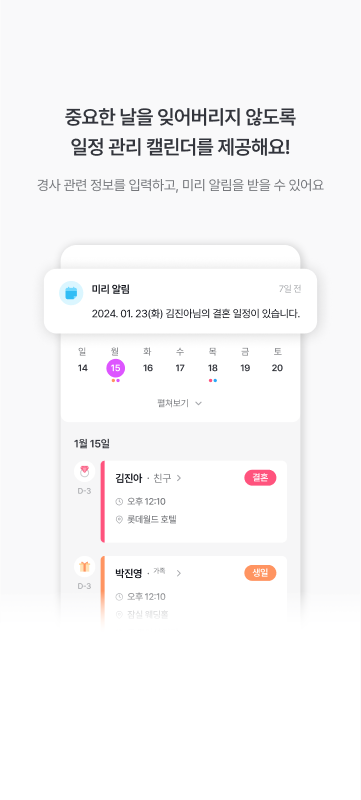 중요한 날을 잊어버리지 않도록
일정 관리 캘린더를 제공해요!
경사 관련 정보를 입력하고, 미리 알림을 받을 수 있어요
미리 알림
7일 전
2024. 01. 23(화) 김진아님의 결혼 일정이 있습니다.
일 월 화 수 목 금 토
14 15 16 17 18 19 20
펼쳐보기
1월 15일
김진아 · 친구
결혼
D-3
오후 12:10
롯데월드 호텔
박진영 · 가족
생일
D-3
오후 12:10
잠실 웨딩홀